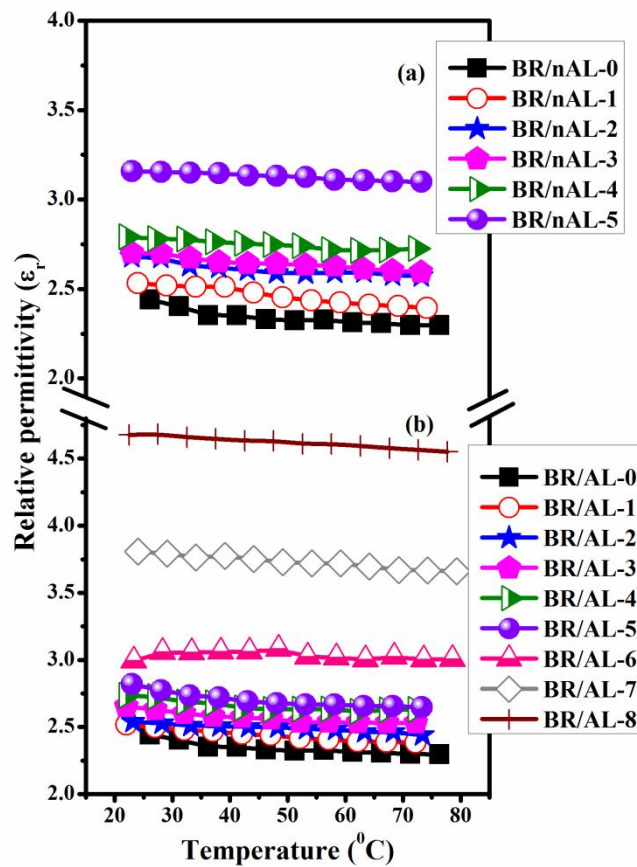 4.0
(a)
BR/nAL-0
BR/nAL-1
3.5
BR/nAL-2
BR/nAL-3
BR/nAL-4
3.0
BR/nAL-5
2.5
2.0
Relative permittivity (εr)
(b)
4.5
BR/AL-0
BR/AL-1
4.0
BR/AL-2
BR/AL-3
3.5
BR/AL-4
BR/AL-5
3.0
BR/AL-6
BR/AL-7
2.5
BR/AL-8
2.0
20 30 40 50 60 70 80
Temperature (⁰C)